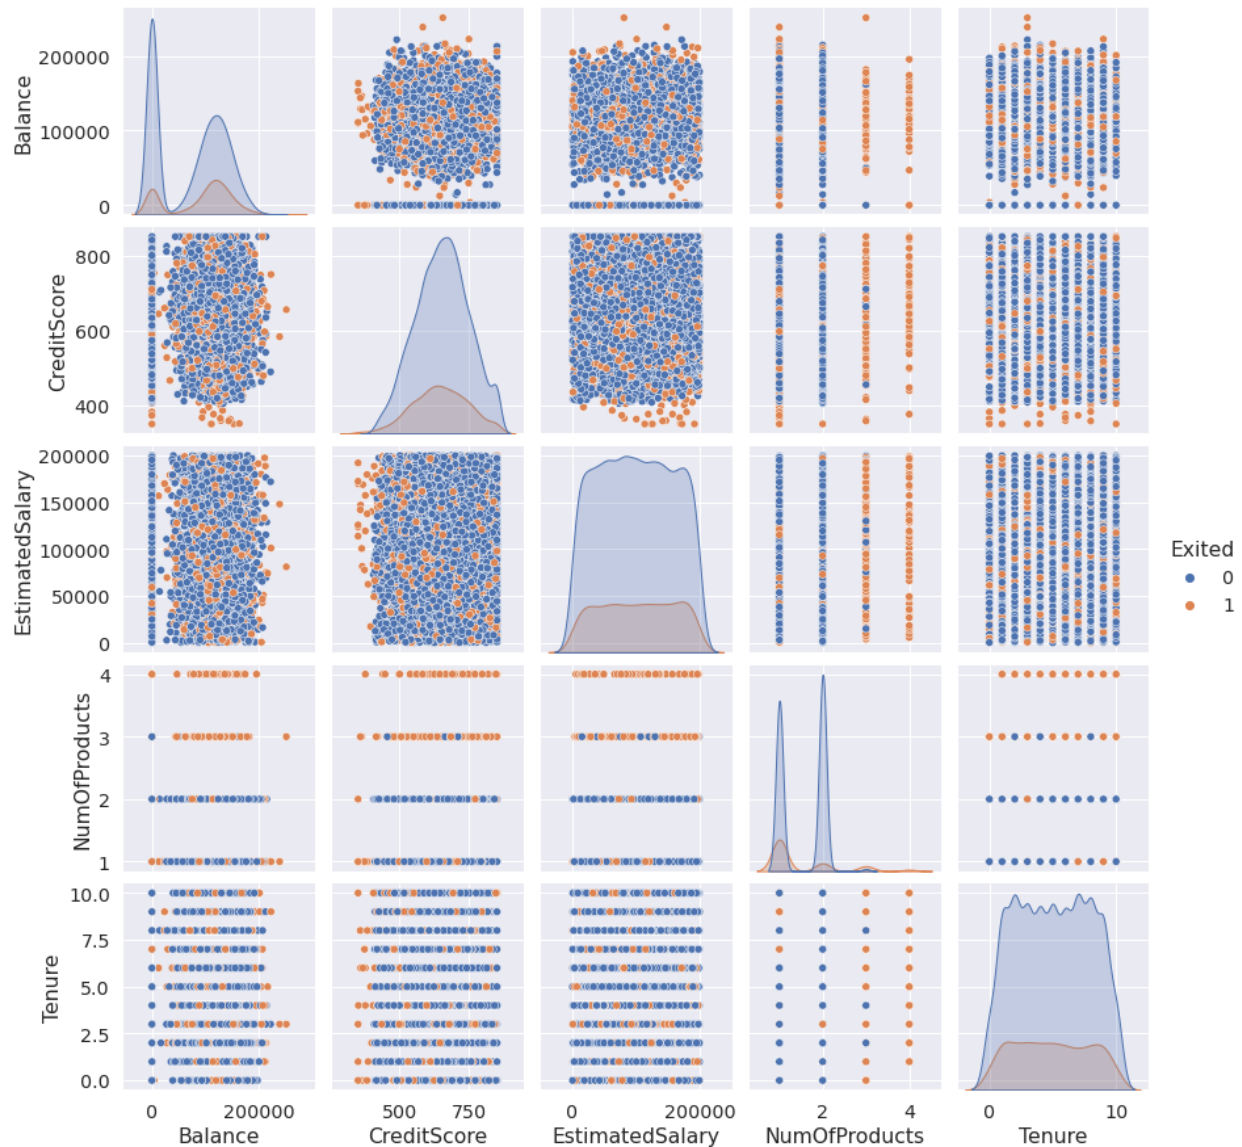 Balance
200000
100000
0
CreditScore
800
600
400
EstimatedSalary
200000
150000
100000
50000
0
Exited
0
1
NumOfProducts
4
3
2
1
Tenure
10.0
7.5
5.0
2.5
0.0
0 200000 500 750 0 200000 2 4 0 10
Balance CreditScore EstimatedSalary NumOfProducts Tenure